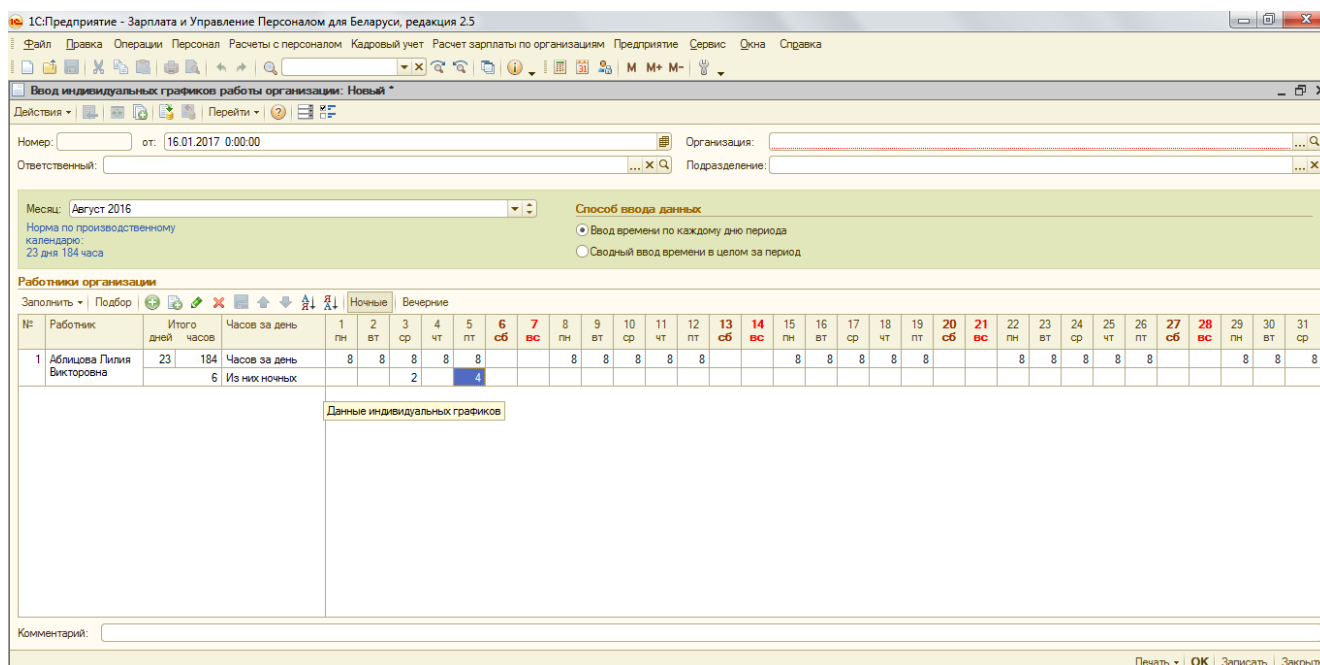 1С:Предприятие - Зарплата и Управление Персоналом для Беларуси, редакция 2.5
Файл Правка Операции Персонал Расчеты с персоналом Кадровый учет Расчет зарплаты по организациям Предприятие Сервис Окна Справка
M M+ M-
Ввод индивидуальных графиков работы организации: Новый *
Действия Перейти
Номер: от: 16.01.2017 0:00:00 Организация:
Ответственный: Подразделение:
Месяц: Август 2016 Способ ввода данных
Норма по производственному Ввод времени по каждому дню периода
календарю:
23 дня 184 часа Сводный ввод времени в целом за период
Работники организации
Заполнить Подбор Ночные Вечерние
№ Работник Итого Часов за день 1 2 3 4 5 6 7 8 9 10 11 12 13 14 15 16 17 18 19 20 21 22 23 24 25 26 27 28 29 30 31
дней часов пн вт ср чт пт сб вс пн вт ср чт пт сб вс пн вт ср чт пт сб вс пн вт ср чт пт сб вс пн вт ср
1 Аблицова Лилия 23 184 Часов за день 8 8 8 8 8 8 8 8 8 8 8 8 8 8 8 8 8 8 8 8 8 8 8
Викторовна 6 Из них ночных 2 4
Данные индивидуальных графиков
Комментарий:
Печать OK Записать Закрыть